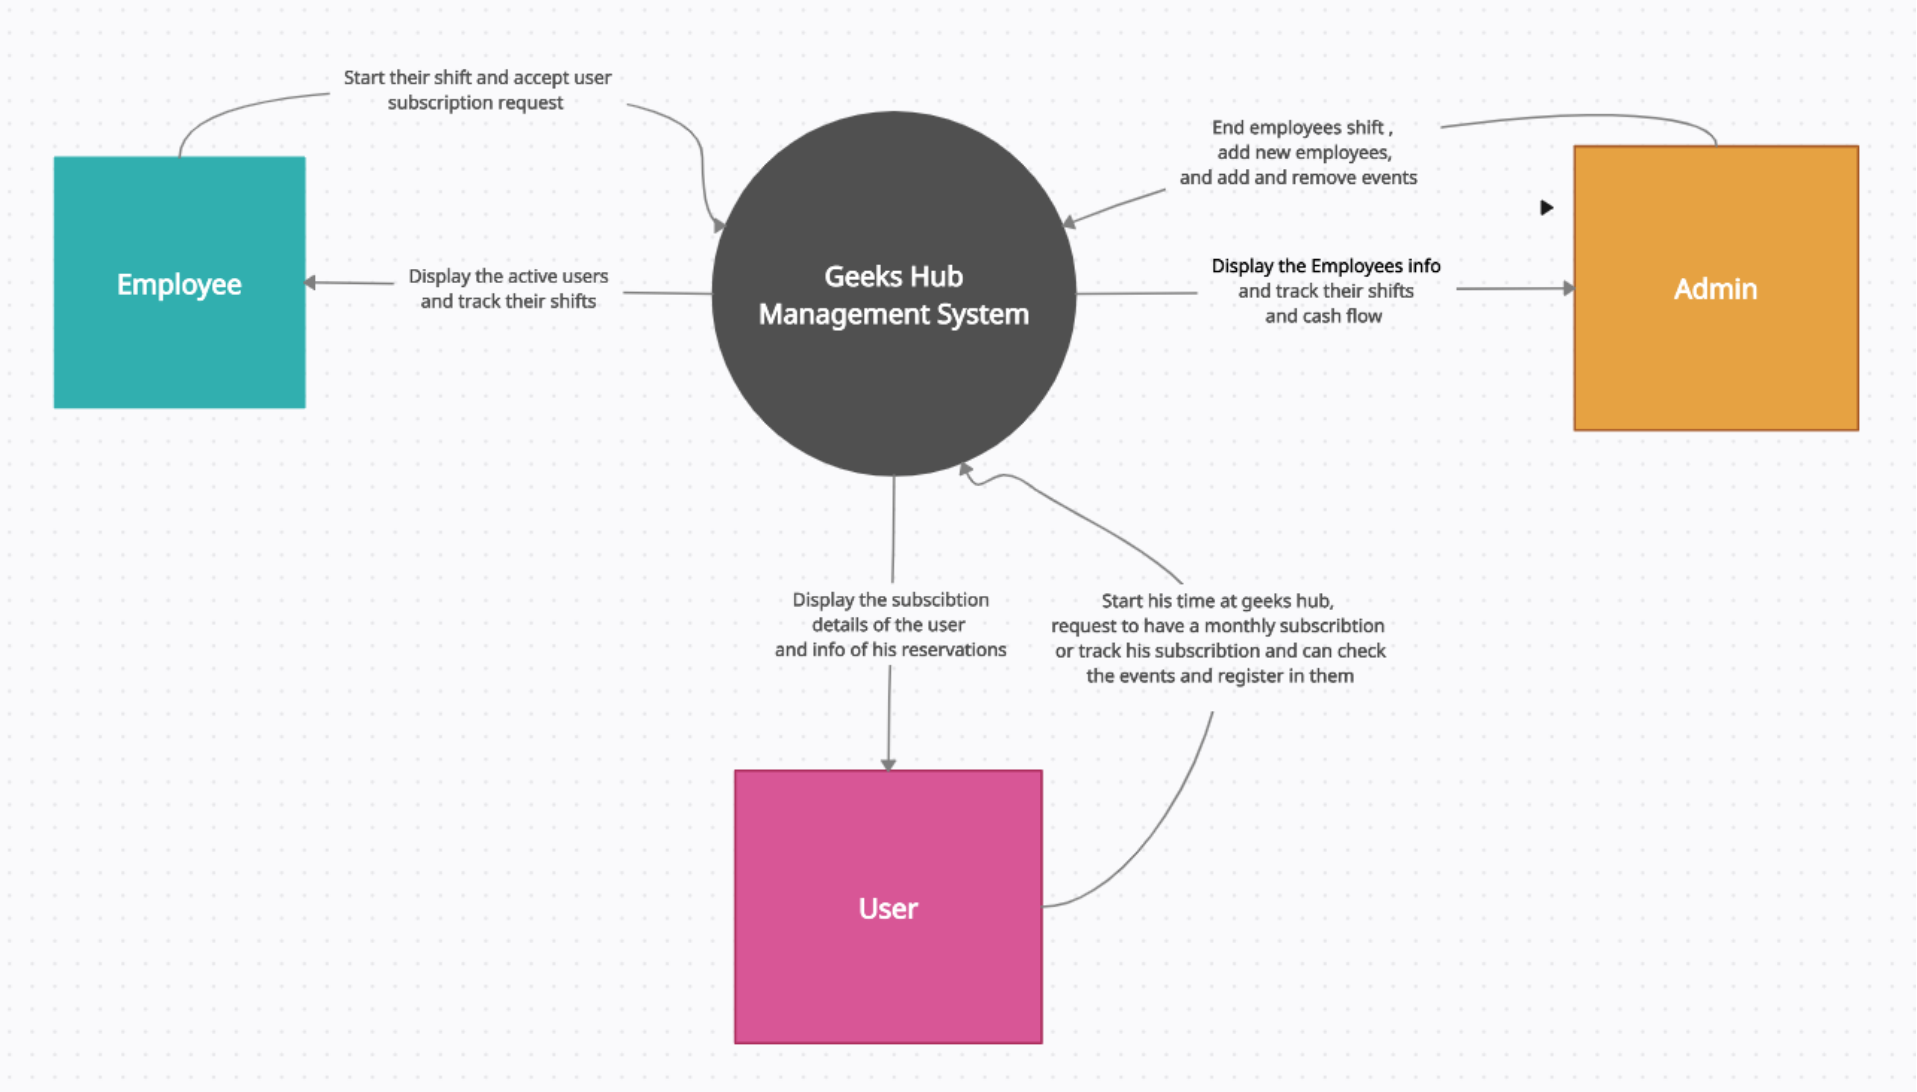 Start their shift and accept user
subscription request
End employees shift ,
add new employees,
and add and remove events
Employee
Display the active users
and track their shifts
Geeks Hub
Management System
Display the Employees info
and track their shifts
and cash flow
Admin
Display the subscibtion
details of the user
and info of his reservations
Start his time at geeks hub,
request to have a monthly subscribtion
or track his subscribtion and can check
the events and register in them
User